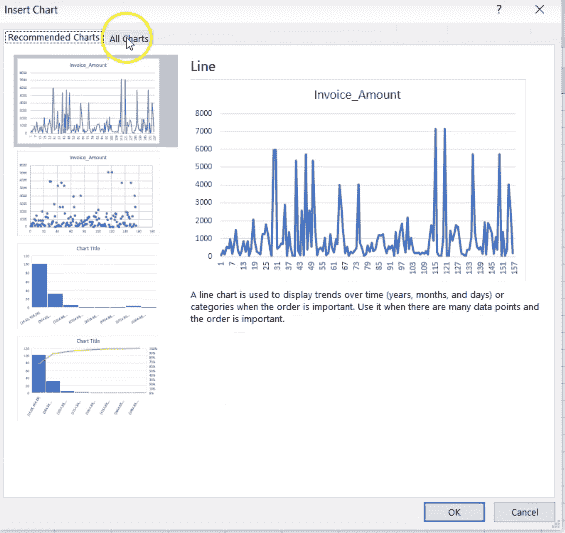 Insert Chart
?
Recommended Charts
All Charts
Invoice_Amount
Invoice_Amount
Chart Title
Chart Title
Line
Invoice_Amount
8000
7000
6000
5000
4000
3000
2000
1000
0
1 7 13 19 25 31 37 43 49 55 61 67 73 79 85 91 97 103 109 115 121 127 133 139 145 151 157
A line chart is used to display trends over time (years, months, and days) or
categories when the order is important. Use it when there are many data points and
the order is important.
OK
Cancel